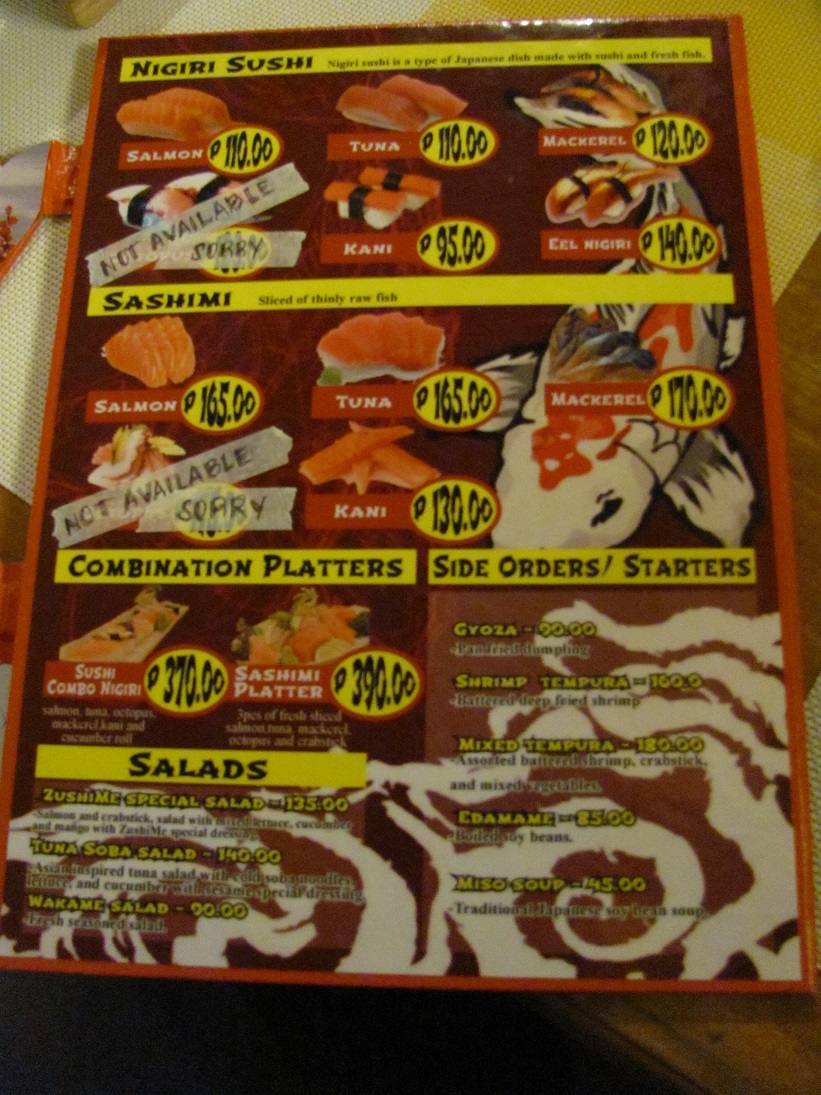 NIGIRI SUSHI Nigiri sushi is a type of Japanese dish made with sushi and fresh fish.
SALMON P 110.00
TUNA P 110.00
MACKEREL P 120.00
NOT AVAILABLE
SORRY
KANI P 95.00
EEL NIGIRI P 140.00
SASHIMI Sliced of thinly raw fish
SALMON P 165.00
TUNA P 165.00
MACKEREL P 170.00
NOT AVAILABLE
SORRY
KANI P 130.00
COMBINATION PLATTERS
SUSHI
COMBO NIGIRI P 370.00
salmon, tuna, octopus,
mackerel, kani and
cucumber roll
SASHIMI
PLATTER P 390.00
3pcs of fresh sliced
salmon, tuna, mackerel,
octopus and crabstick
SALADS
ZUSHIME SPECIAL SALAD - 135.00
-Salmon and crabstick, salad with mixed lettuce, cucumber
and mango with ZushiMe special dressing.
TUNA SOBA SALAD - 140.00
-Asian inspired tuna salad with cold soba noodles,
lettuce, and cucumber with sesame special dressing.
WAKAME SALAD - 90.00
-Fresh seasoned salad.
SIDE ORDERS/ STARTERS
GYOZA - 90.00
-Pan fried dumpling
SHRIMP TEMPURA - 160.0
-Battered deep fried shrimp
MIXED TEMPURA - 180.00
-Assorted battered shrimp, crabstick,
and mixed vegetables.
EDAMAME - 85.00
-Boiled soy beans.
MISO SOUP - 45.00
-Traditional Japanese soy bean soup.